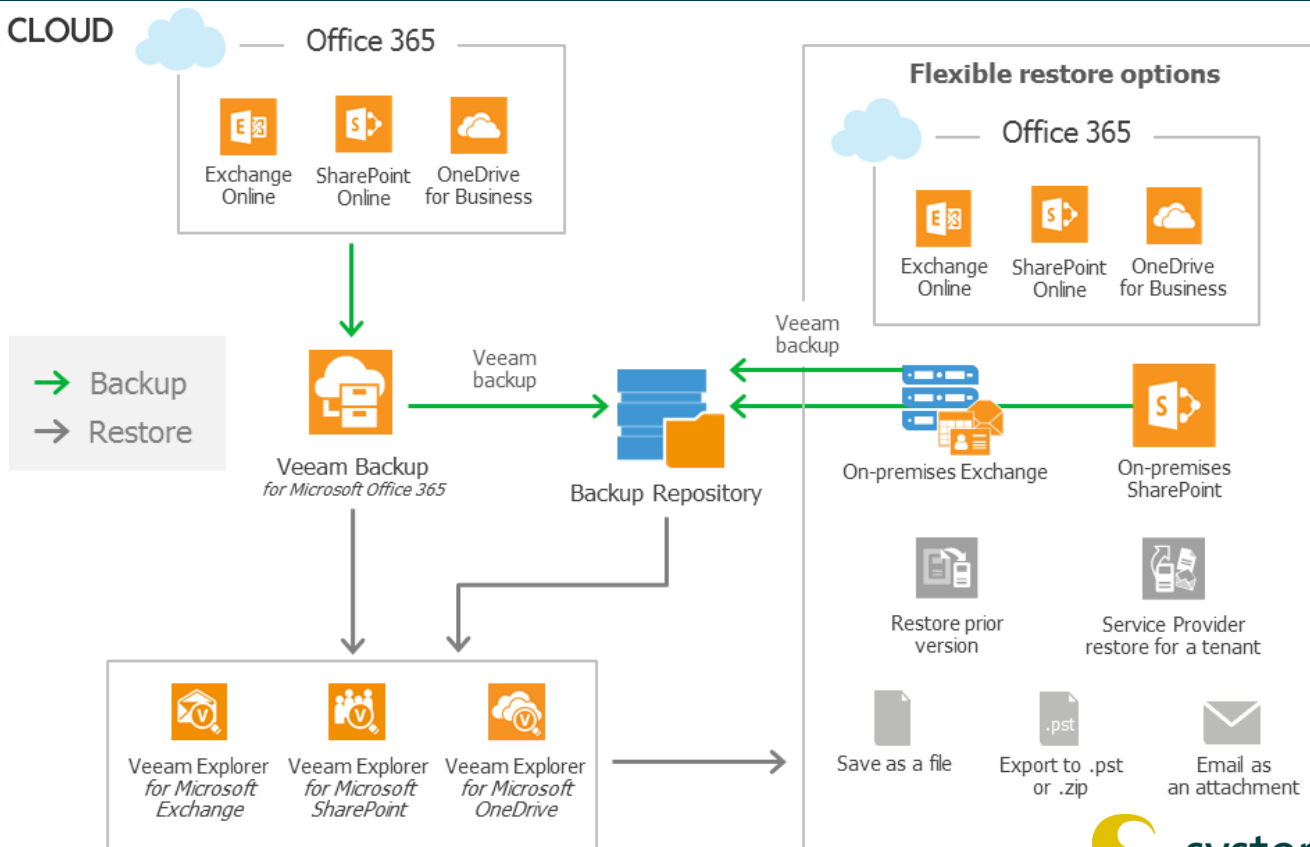 CLOUD
Office 365
Exchange
Online
SharePoint
Online
OneDrive
for Business
Backup
Restore
Veeam
backup
Veeam Backup
for Microsoft Office 365
Backup Repository
Veeam Explorer
for Microsoft
Exchange
Veeam Explorer
for Microsoft
SharePoint
Veeam Explorer
for Microsoft
OneDrive
Flexible restore options
Office 365
Exchange
Online
SharePoint
Online
OneDrive
for Business
Veeam
backup
On-premises Exchange
On-premises
SharePoint
Restore prior
version
Service Provider
restore for a tenant
Save as a file
.pst
Export to .pst
or .zip
Email as
an attachment